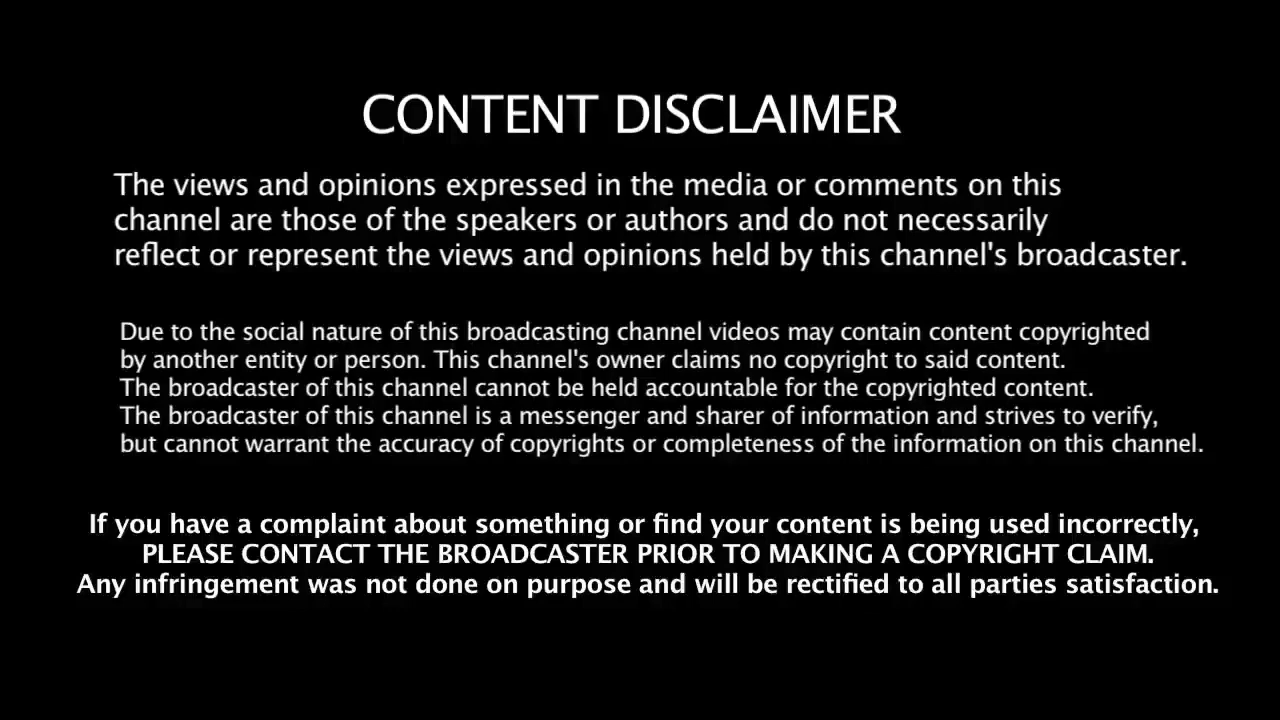 CONTENT DISCLAIMER
The views and opinions expressed in the media or comments on this
channel are those of the speakers or authors and do not necessarily
reflect or represent the views and opinions held by this channel's broadcaster.
Due to the social nature of this broadcasting channel videos may contain content copyrighted
by another entity or person. This channel's owner claims no copyright to said content.
The broadcaster of this channel cannot be held accountable for the copyrighted content.
The broadcaster of this channel is a messenger and sharer of information and strives to verify,
but cannot warrant the accuracy of copyrights or completeness of the information on this channel.
If you have a complaint about something or find your content is being used incorrectly,
PLEASE CONTACT THE BROADCASTER PRIOR TO MAKING A COPYRIGHT CLAIM.
Any infringement was not done on purpose and will be rectified to all parties satisfaction.